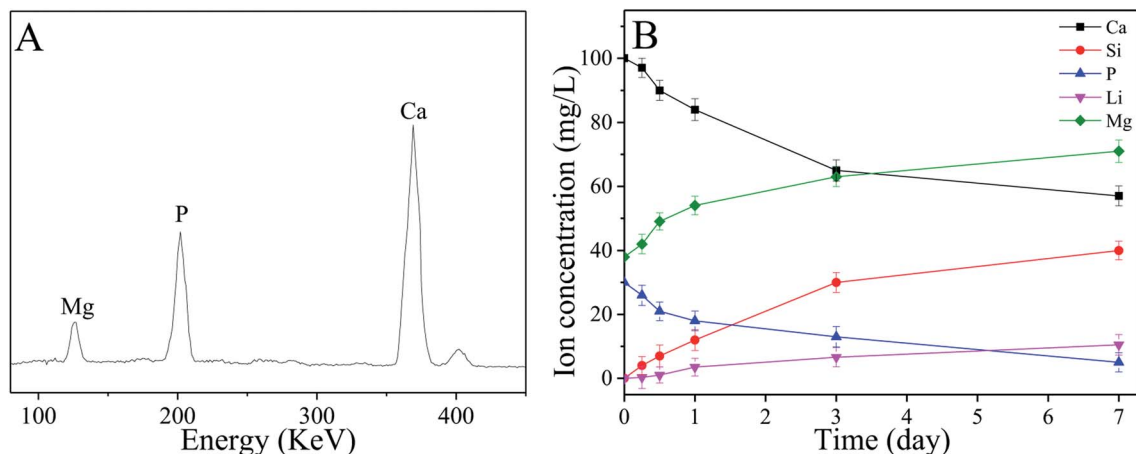 A
Mg
P
Ca
100
200
300
400
Energy (KeV)
B
Ca
Si
P
Li
Mg
Ion concentration (mg/L)
100
80
60
40
20
0
0
1
2
3
4
5
6
7
Time (day)